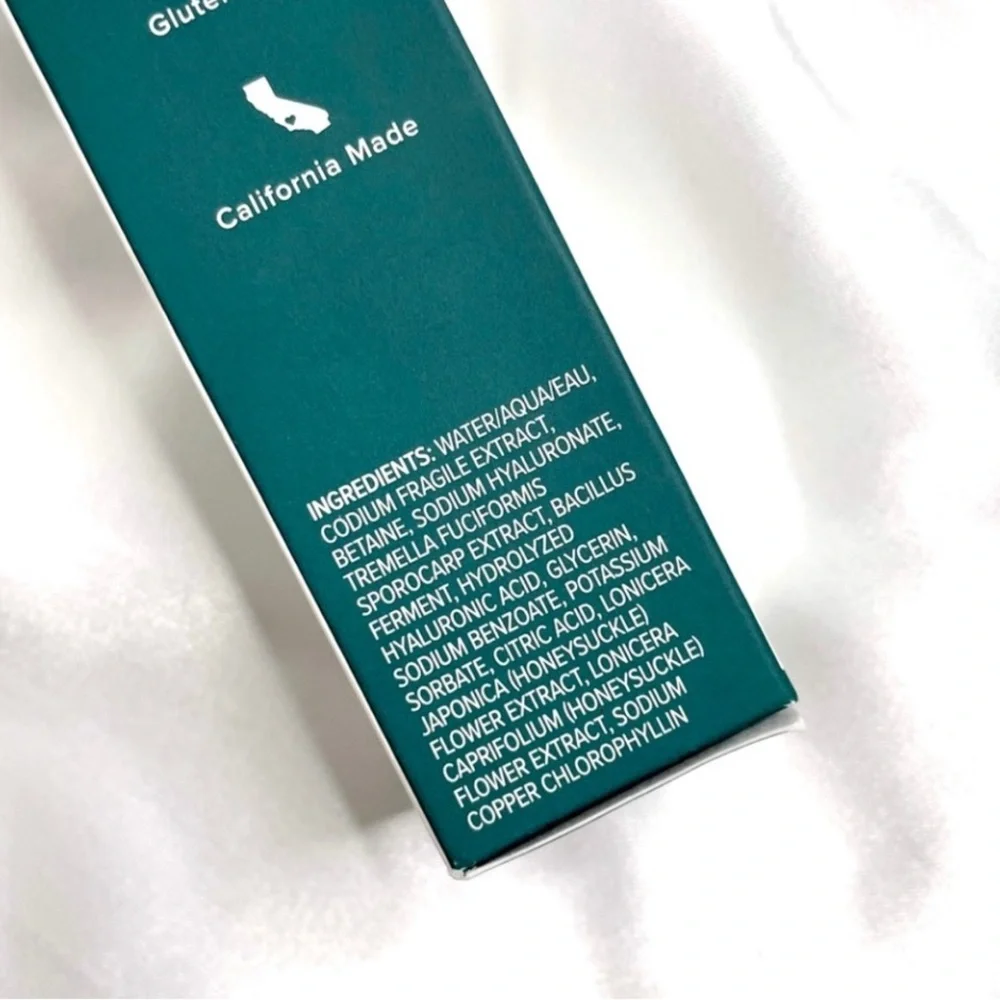 California Made
INGREDIENTS: WATER/AQUA/EAU,
CODIUM FRAGILE EXTRACT,
BETAINE, SODIUM HYALURONATE,
TREMELLA FUCIFORMIS
SPOROCARP EXTRACT, BACILLUS
FERMENT, HYDROLYZED
HYALURONIC ACID, GLYCERIN,
SODIUM BENZOATE, POTASSIUM
SORBATE, CITRIC ACID, LONICERA
JAPONICA (HONEYSUCKLE)
FLOWER EXTRACT, LONICERA
CAPRIFOLIUM (HONEYSUCKLE)
FLOWER EXTRACT, SODIUM
COPPER CHLOROPHYLLIN